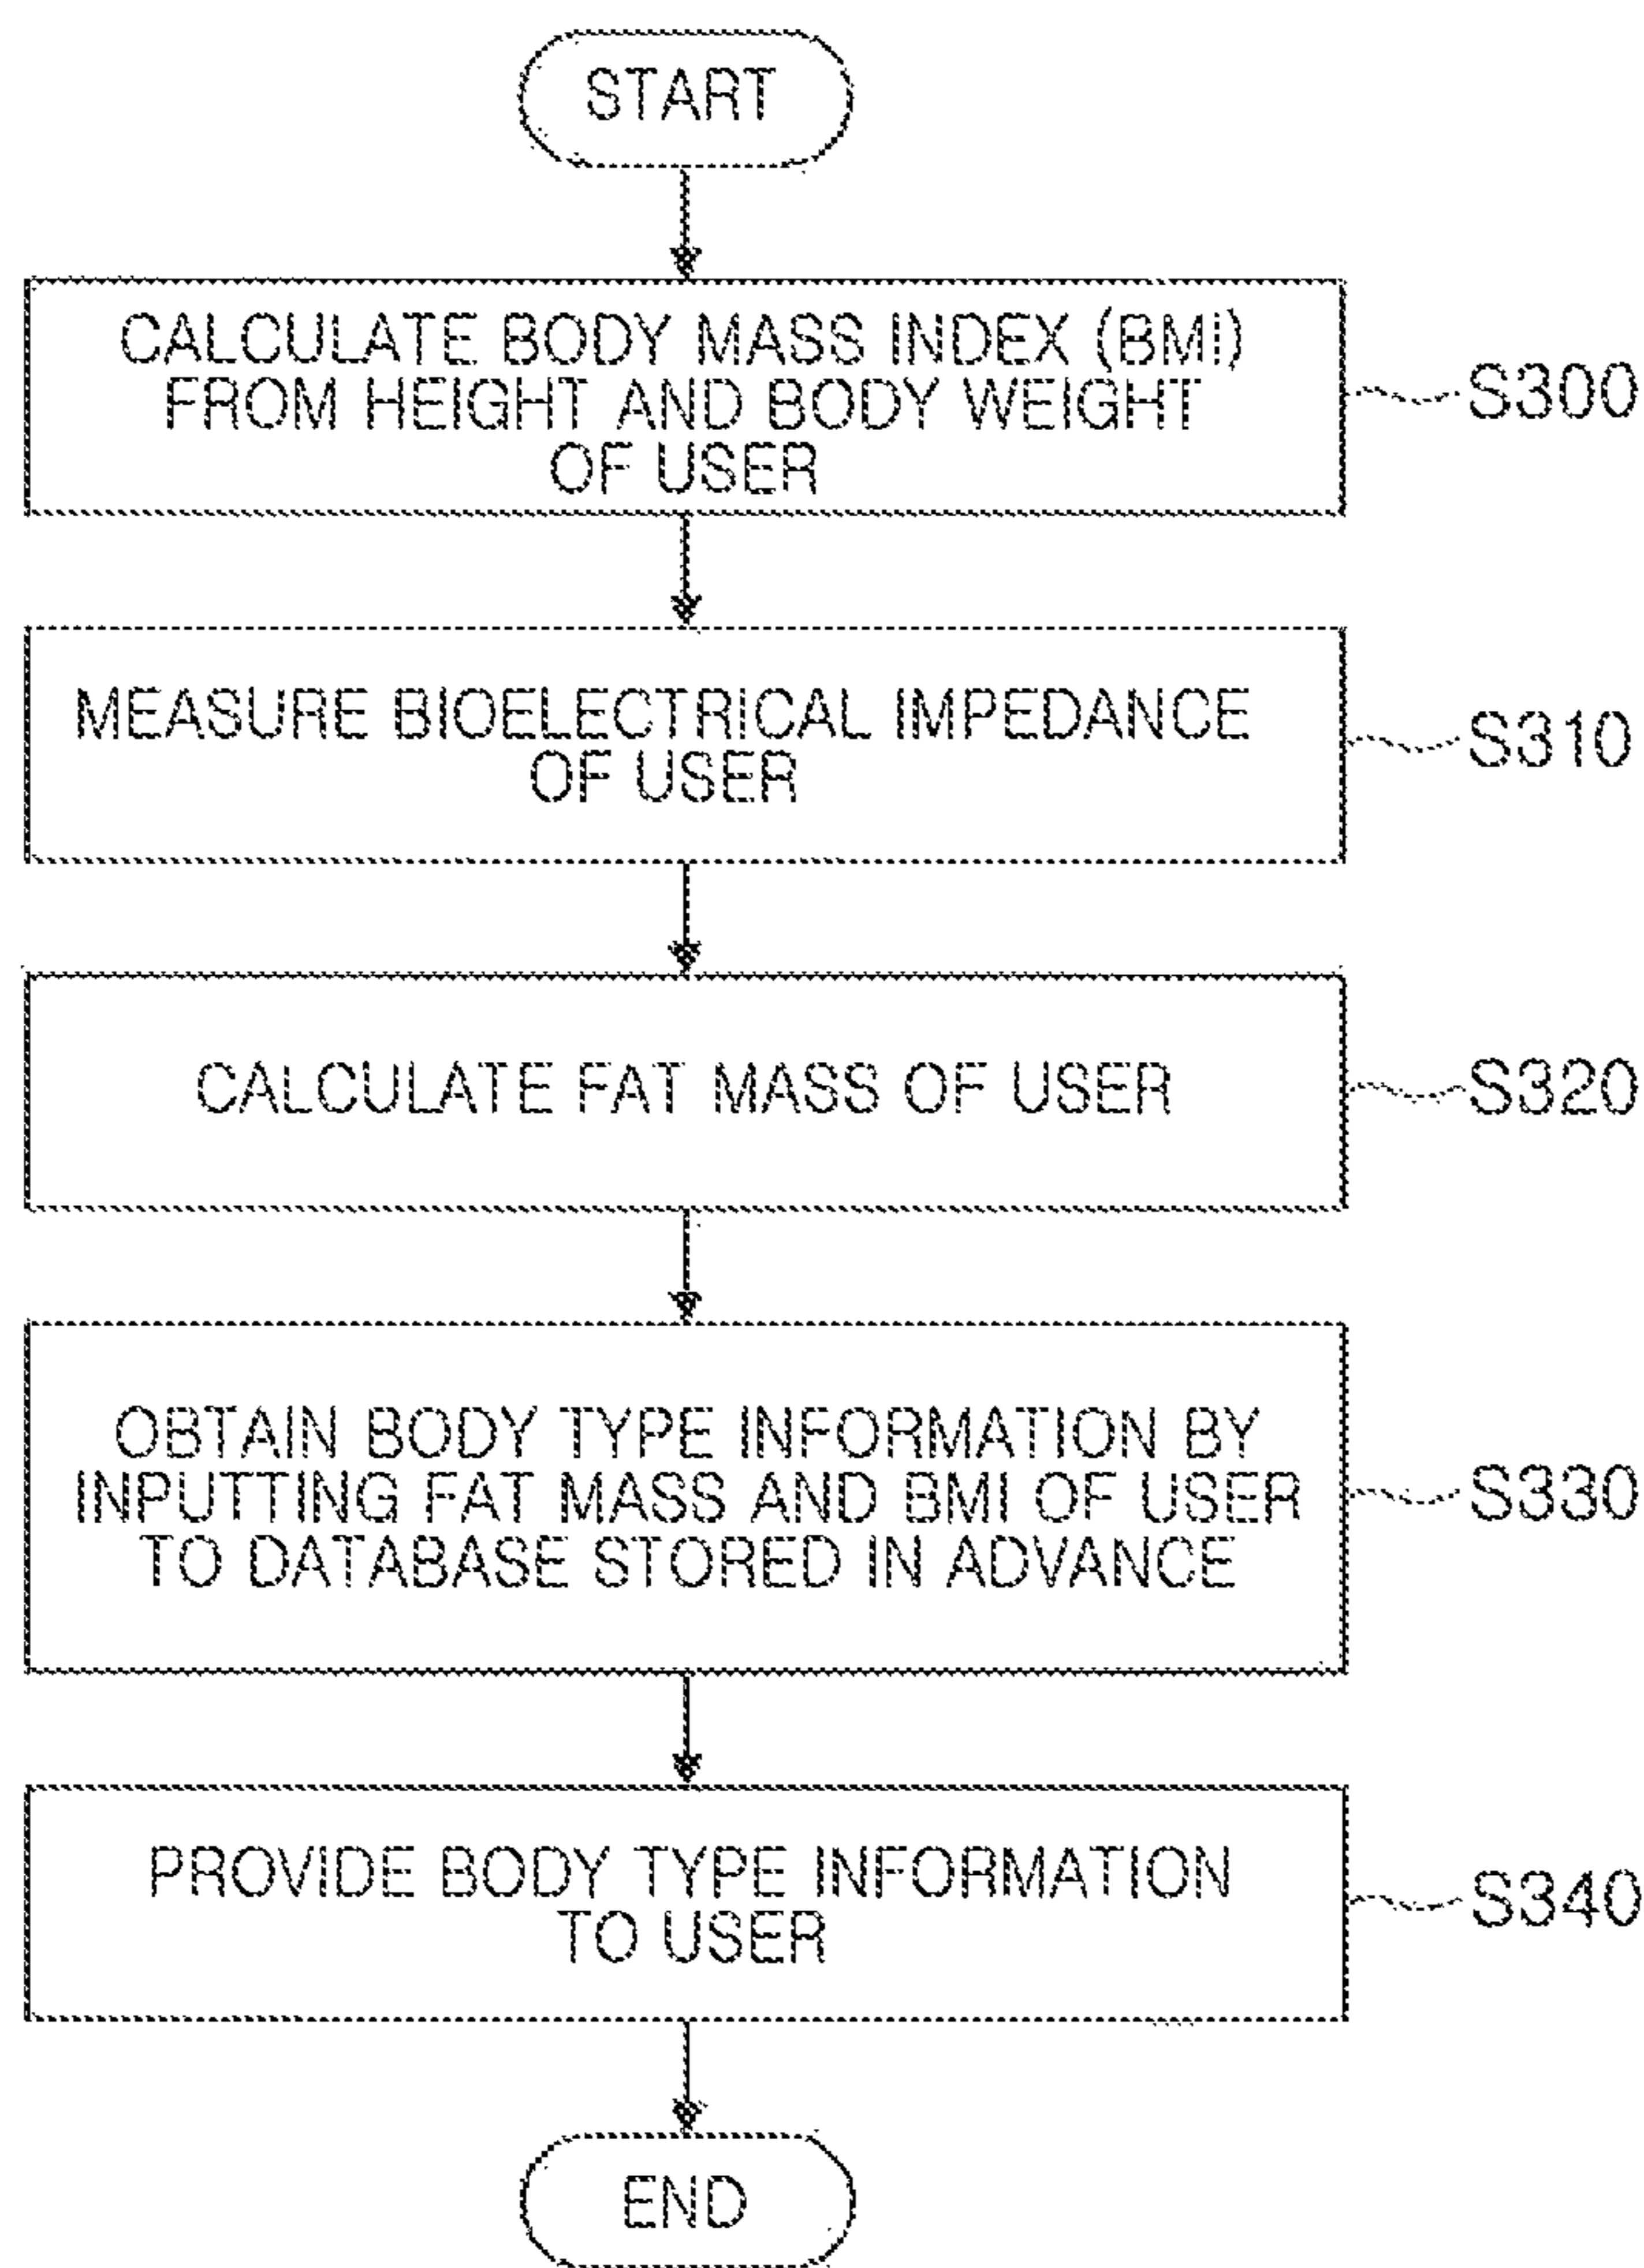 START
CALCULATE BODY MASS INDEX (BMI)
FROM HEIGHT AND BODY WEIGHT
OF USER
S300
MEASURE BIOELECTRICAL IMPEDANCE
OF USER
S310
CALCULATE FAT MASS OF USER
S320
OBTAIN BODY TYPE INFORMATION BY
INPUTTING FAT MASS AND BMI OF USER
TO DATABASE STORED IN ADVANCE
S330
PROVIDE BODY TYPE INFORMATION
TO USER
S340
END